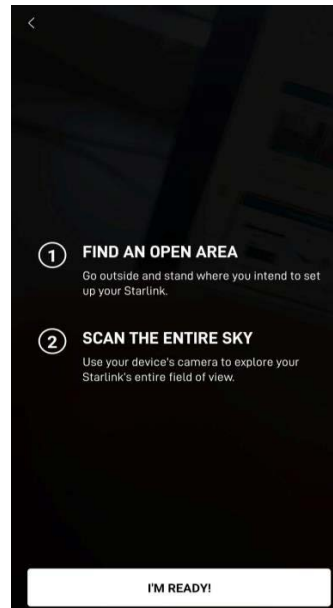 1 FIND AN OPEN AREA
Go outside and stand where you intend to set
up your Starlink.
2 SCAN THE ENTIRE SKY
Use your device's camera to explore your
Starlink's entire field of view.
I'M READY!